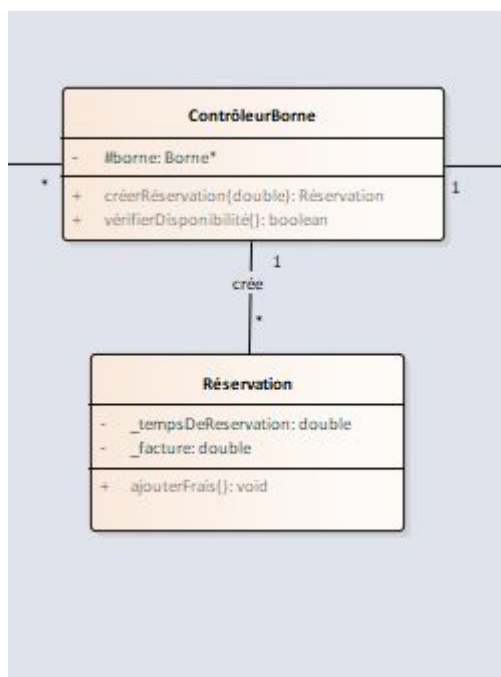 ContrôleurBorne
- #borne: Borne*
* 1
+ créerRéservation(double): Réservation
+ vérifierDisponibilité(): boolean
1
crée
*
Réservation
- _tempsDeReservation: double
- _facture: double
+ ajouterFrais(): void